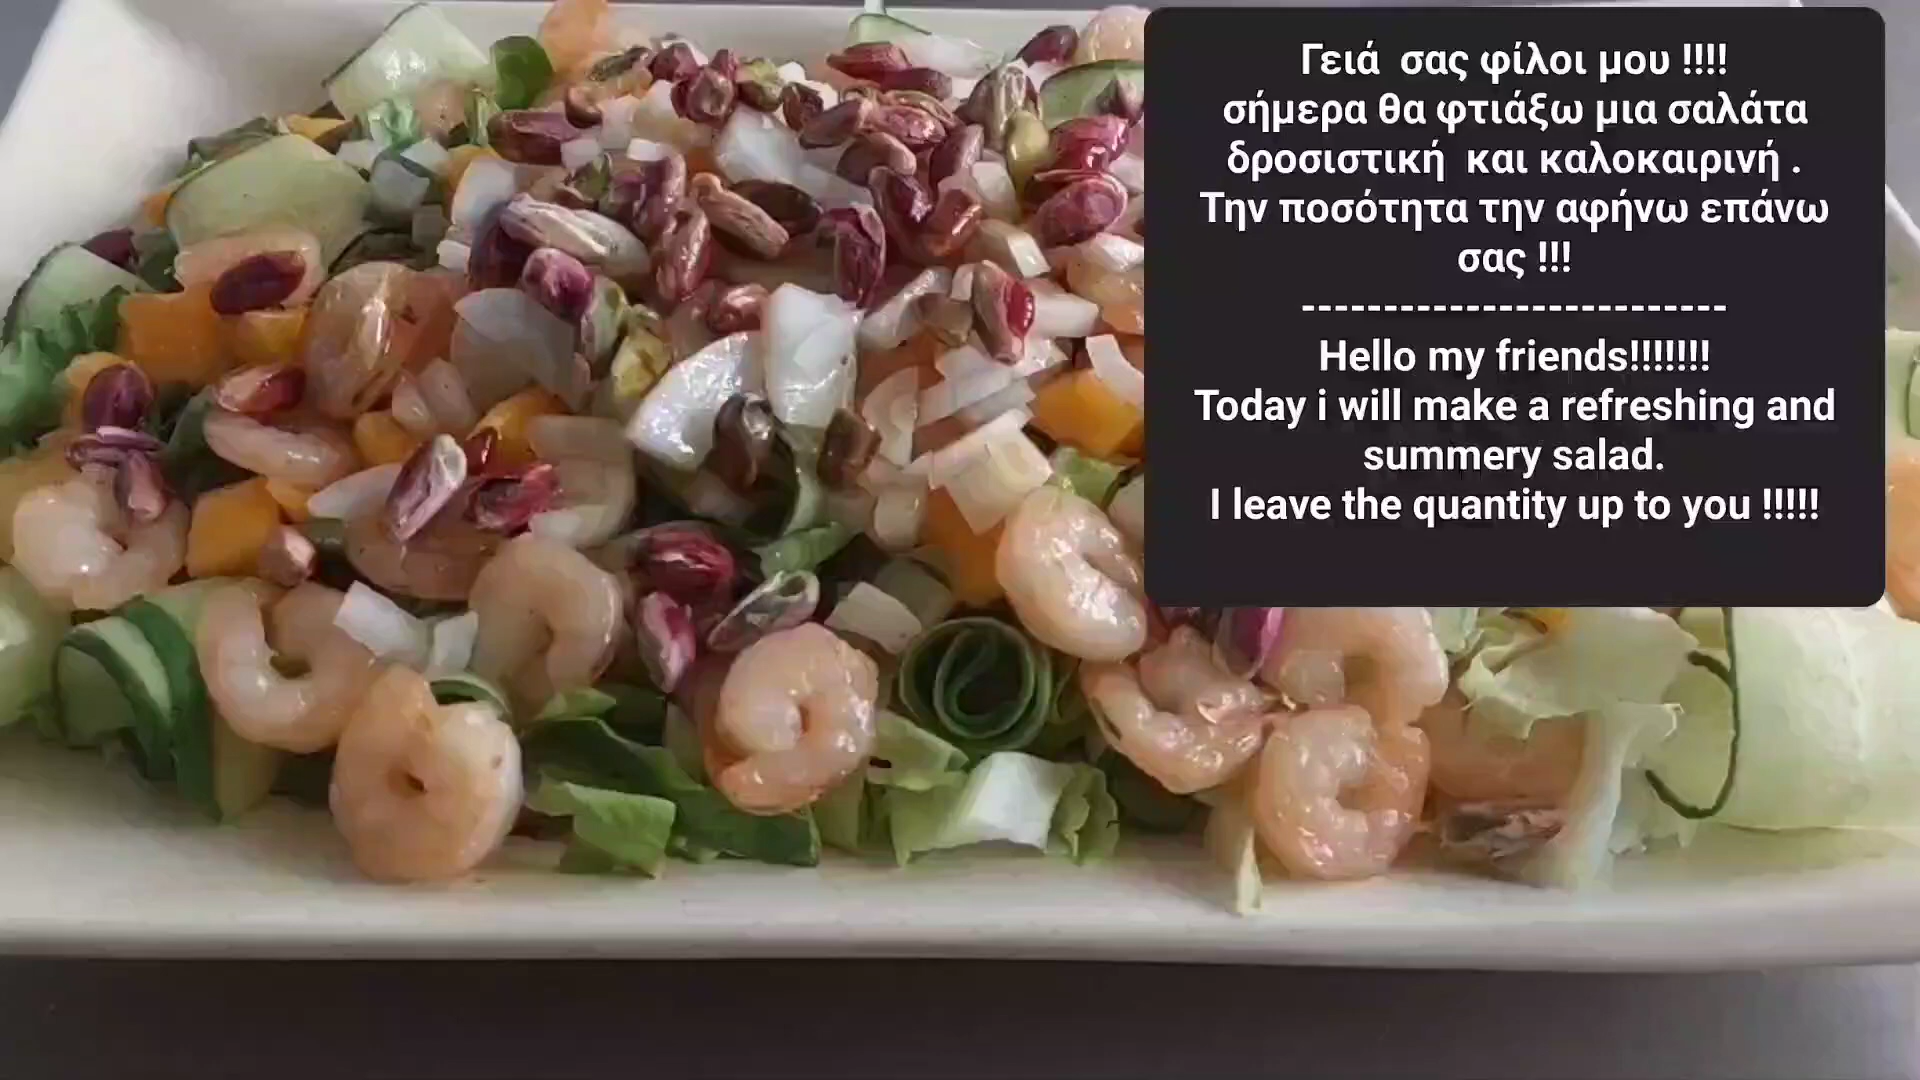 Γειά  σας φίλοι μου !!!!
σήμερα θα φτιάξω μια σαλάτα
δροσιστική  και καλοκαιρινή .
Την ποσότητα την αφήνω επάνω
σας !!!
--------------------------
Hello my friends!!!!!!!
Today i will make a refreshing and
summery salad.
I leave the quantity up to you !!!!!